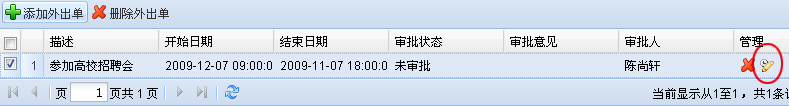 添加外出单 删除外出单
描述 开始日期 结束日期 审批状态 审批意见 审批人 管理
1 参加高校招聘会 2009-12-07 09:00:0 2009-11-07 18:00:0 未审批 陈尚轩
页 1 页共 1 页 当前显示从1至1，共1条